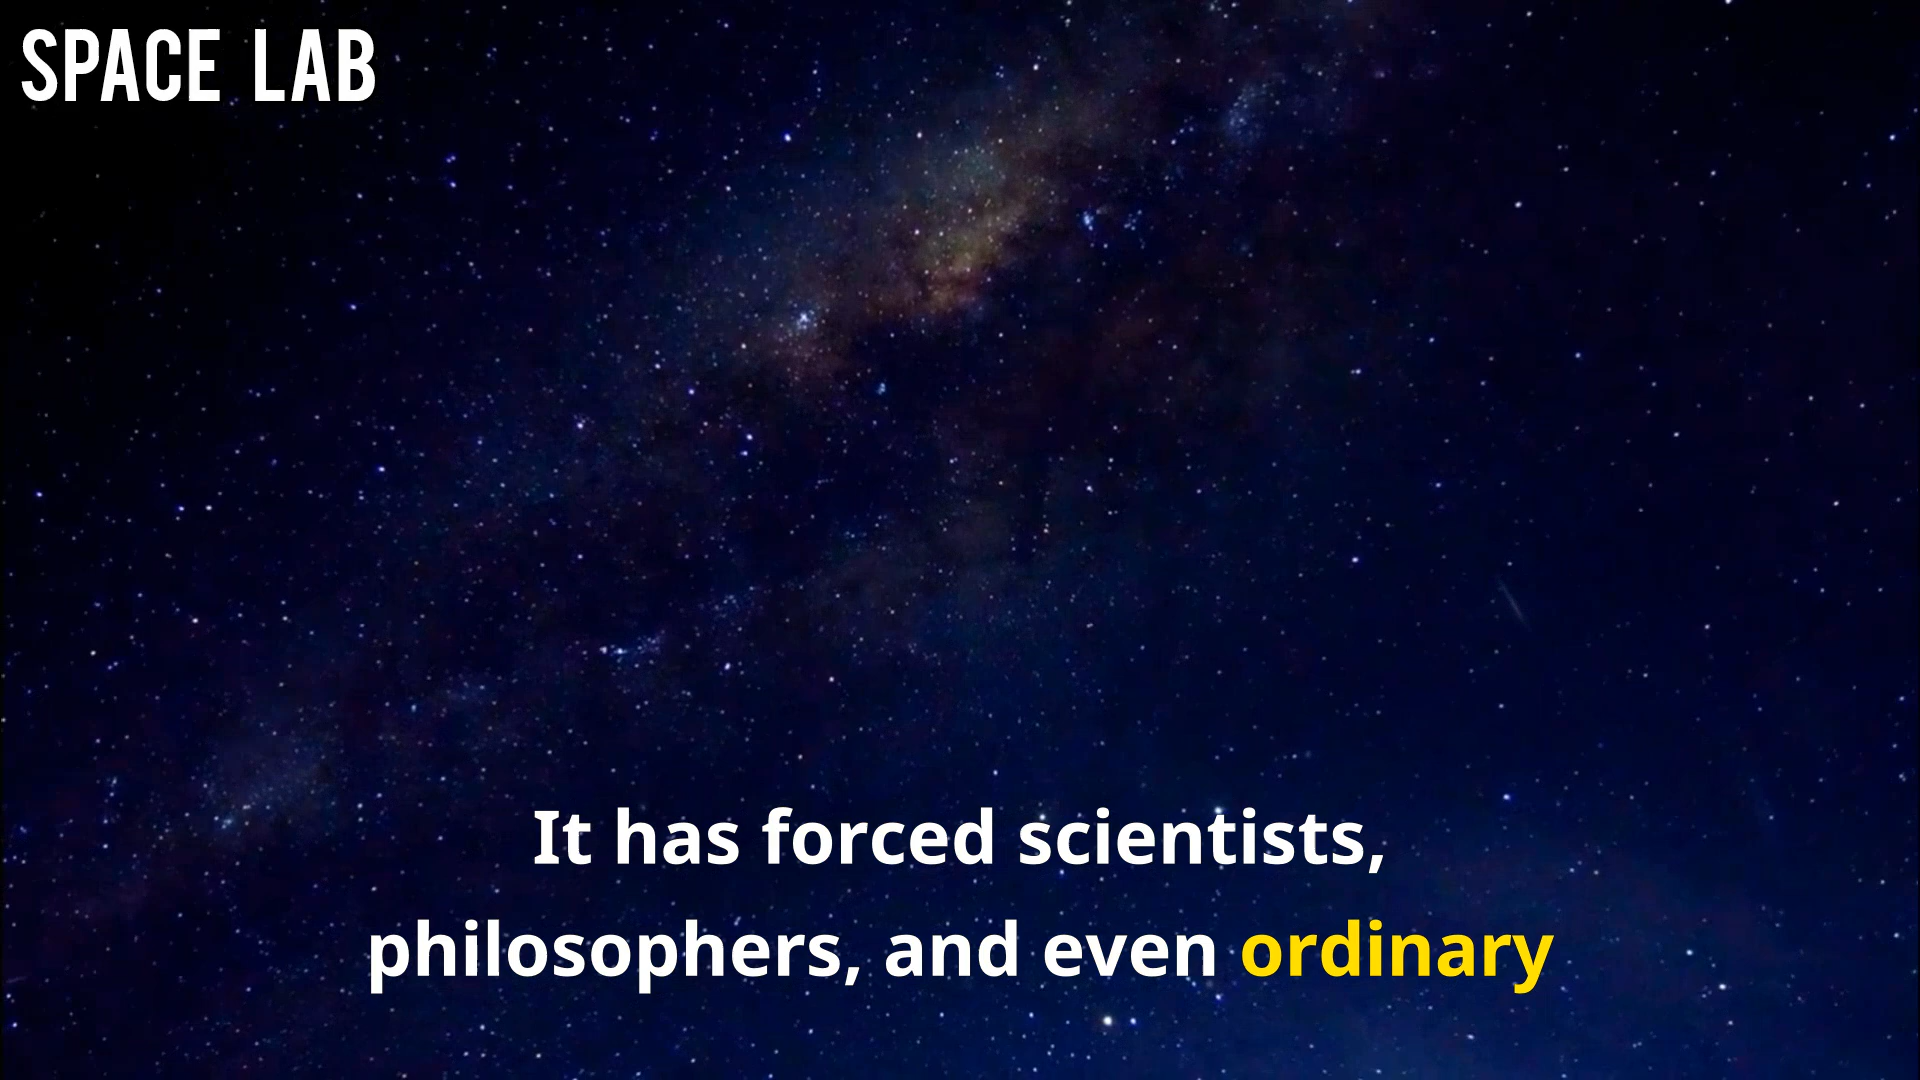 SPACE LAB
It has forced scientists,
philosophers, and even ordinary